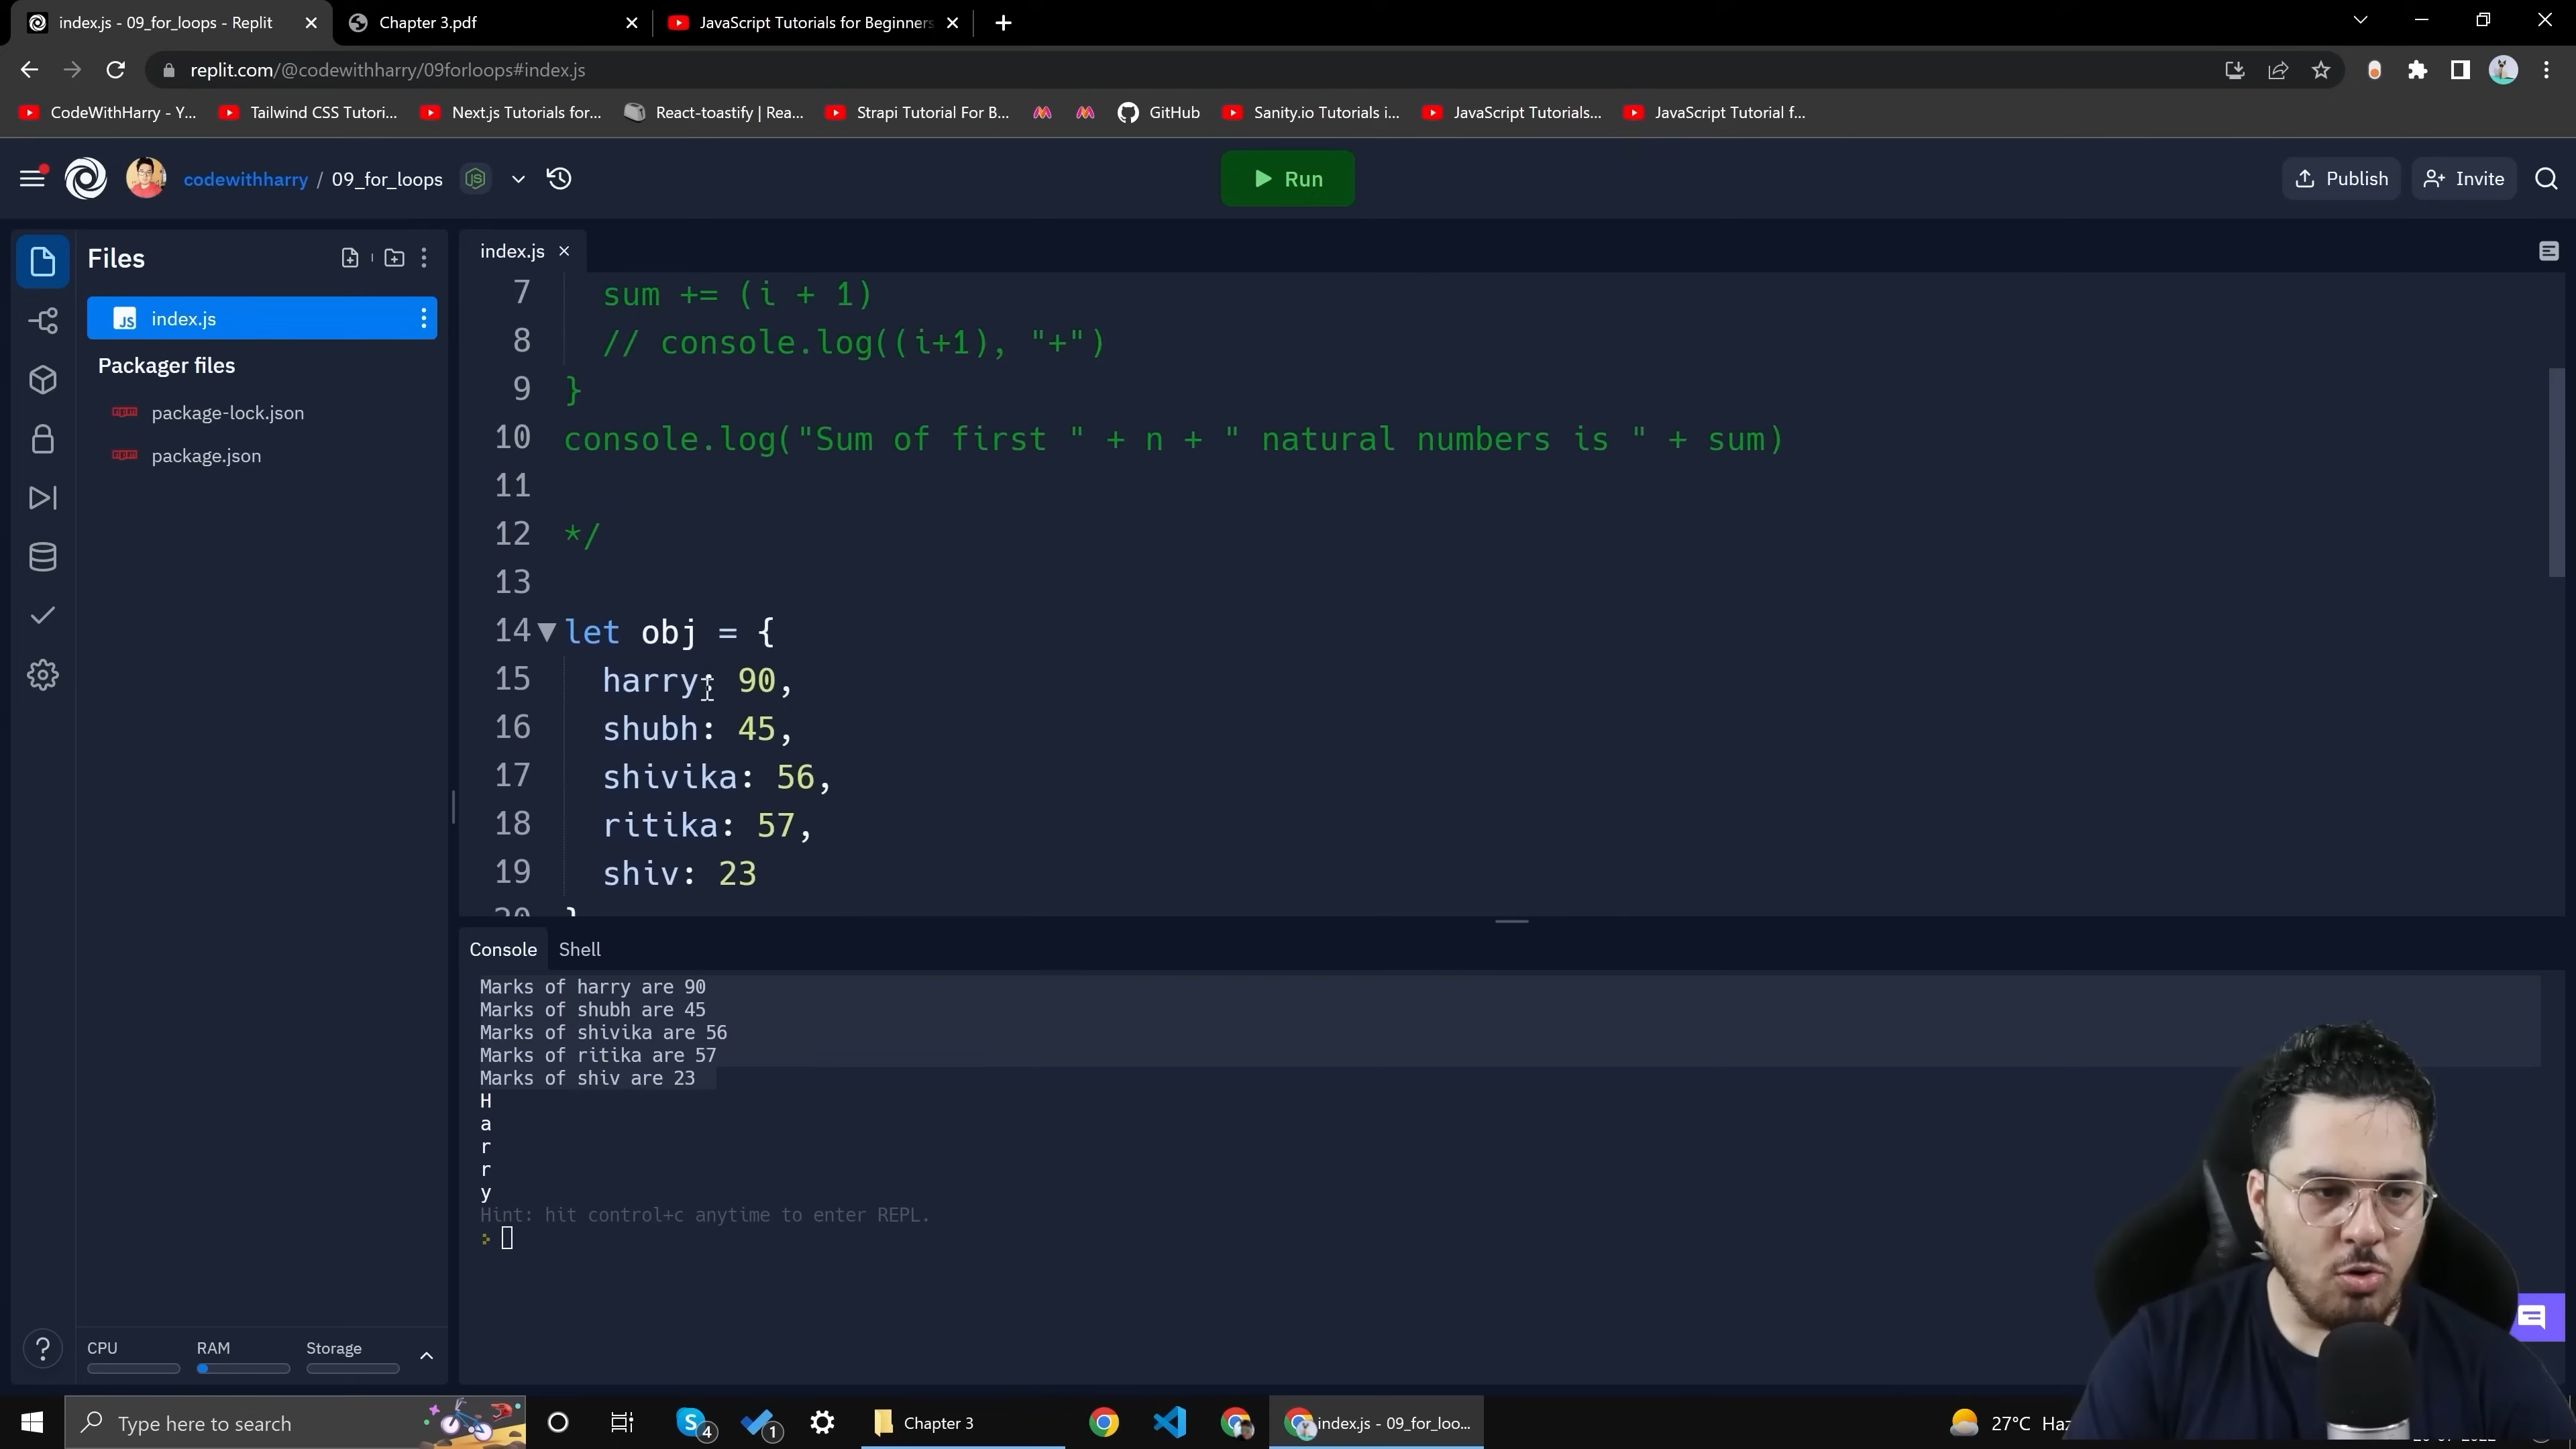 index.js - 09_for_loops - Replit
Chapter 3.pdf
JavaScript Tutorials for Beginners
replit.com/@codewithharry/09forloops#index.js
CodeWithHarry - Y...
Tailwind CSS Tutori...
Next.js Tutorials for...
React-toastify | Rea...
Strapi Tutorial For B...
GitHub
Sanity.io Tutorials i...
JavaScript Tutorials...
JavaScript Tutorial f...
codewithharry / 09_for_loops
Run
Publish
Invite
Files
index.js
Packager files
package-lock.json
package.json
index.js
7 sum += (i + 1)
8 // console.log((i+1), "+")
9 }
10 console.log("Sum of first " + n + " natural numbers is " + sum)
11
12 */
13
14 let obj = {
15 harry: 90,
16 shubh: 45,
17 shivika: 56,
18 ritika: 57,
19 shiv: 23
20 }
Console Shell
Marks of harry are 90
Marks of shubh are 45
Marks of shivika are 56
Marks of ritika are 57
Marks of shiv are 23
H
a
r
r
y
Hint: hit control+c anytime to enter REPL.
>
CPU RAM Storage
Type here to search
4
1
Chapter 3
index.js - 09_for_loo...
27°C